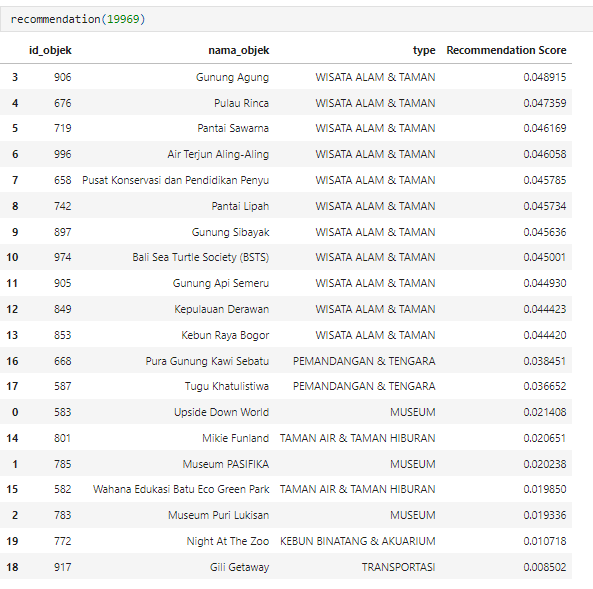 recommendation(19969)
id_objek nama_objek type Recommendation Score
3 906 Gunung Agung WISATA ALAM & TAMAN 0.048915
4 676 Pulau Rinca WISATA ALAM & TAMAN 0.047359
5 719 Pantai Sawarna WISATA ALAM & TAMAN 0.046169
6 996 Air Terjun Aling-Aling WISATA ALAM & TAMAN 0.046058
7 658 Pusat Konservasi dan Pendidikan Penyu WISATA ALAM & TAMAN 0.045785
8 742 Pantai Lipah WISATA ALAM & TAMAN 0.045734
9 897 Gunung Sibayak WISATA ALAM & TAMAN 0.045636
10 974 Bali Sea Turtle Society (BSTS) WISATA ALAM & TAMAN 0.045001
11 905 Gunung Api Semeru WISATA ALAM & TAMAN 0.044930
12 849 Kepulauan Derawan WISATA ALAM & TAMAN 0.044423
13 853 Kebun Raya Bogor WISATA ALAM & TAMAN 0.044420
16 668 Pura Gunung Kawi Sebatu PEMANDANGAN & TENGARA 0.038451
17 587 Tugu Khatulistiwa PEMANDANGAN & TENGARA 0.036652
0 583 Upside Down World MUSEUM 0.021408
14 801 Mikie Funland TAMAN AIR & TAMAN HIBURAN 0.020651
1 785 Museum PASIFIKA MUSEUM 0.020238
15 582 Wahana Edukasi Batu Eco Green Park TAMAN AIR & TAMAN HIBURAN 0.019850
2 783 Museum Puri Lukisan MUSEUM 0.019336
19 772 Night At The Zoo KEBUN BINATANG & AKUARIUM 0.010718
18 917 Gili Getaway TRANSPORTASI 0.008502